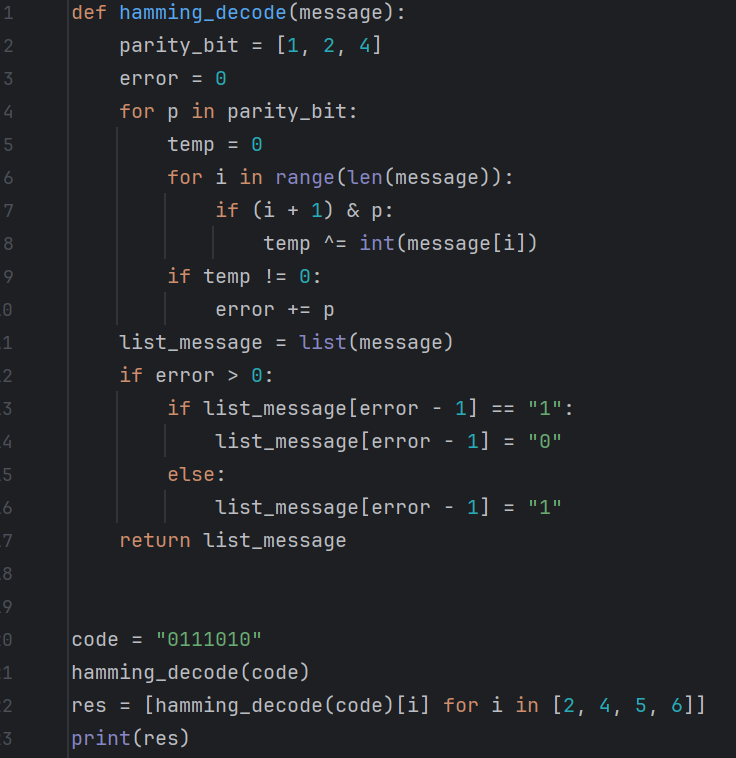 1 def hamming_decode(message):
2     parity_bit = [1, 2, 4]
3     error = 0
4     for p in parity_bit:
5         temp = 0
6         for i in range(len(message)):
7             if (i + 1) & p:
8                 temp ^= int(message[i])
9         if temp != 0:
0             error += p
1     list_message = list(message)
2     if error > 0:
3         if list_message[error - 1] == "1":
4             list_message[error - 1] = "0"
5         else:
6             list_message[error - 1] = "1"
7     return list_message
8
9
0 code = "0111010"
1 hamming_decode(code)
2 res = [hamming_decode(code)[i] for i in [2, 4, 5, 6]]
3 print(res)